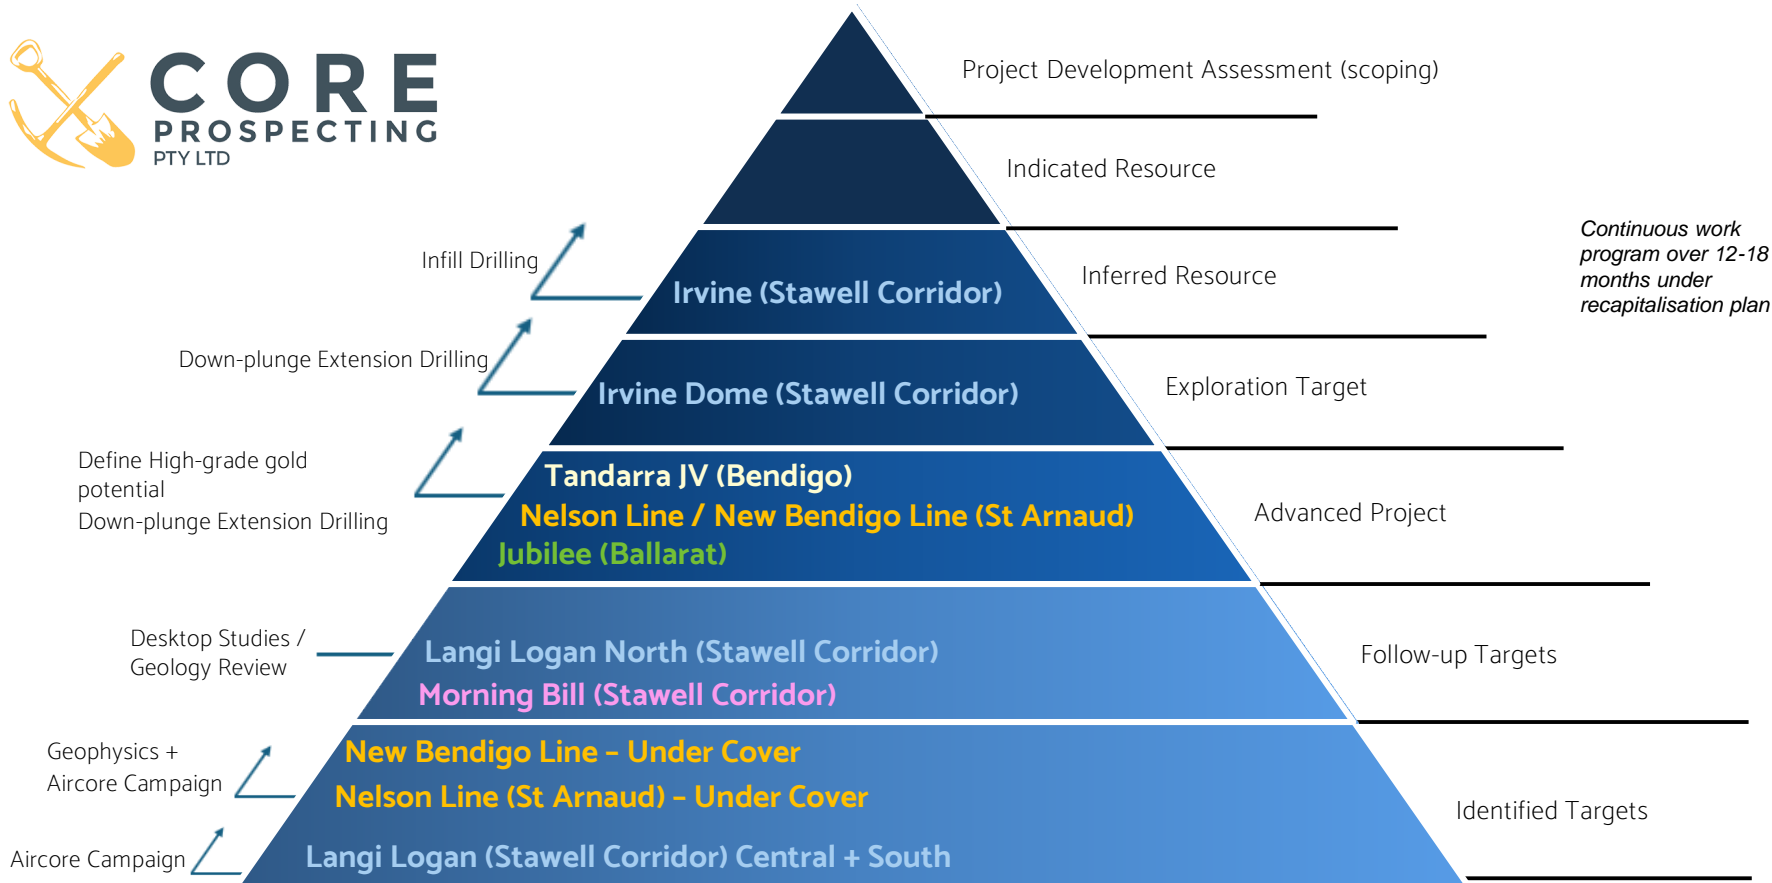 CORE
PROSPECTING
PTY LTD
Project Development Assessment (scoping)
Indicated Resource
Continuous work
program over 12-18
months under
recapitalisation plan
Infill Drilling
Irvine (Stawell Corridor)
Inferred Resource
Down-plunge Extension Drilling
Irvine Dome (Stawell Corridor)
Exploration Target
Define High-grade gold
potential
Down-plunge Extension Drilling
Tandarra JV (Bendigo)
Nelson Line / New Bendigo Line (St Arnaud)
Jubilee (Ballarat)
Advanced Project
Desktop Studies /
Geology Review
Langi Logan North (Stawell Corridor)
Morning Bill (Stawell Corridor)
Follow-up Targets
Geophysics +
Aircore Campaign
New Bendigo Line – Under Cover
Nelson Line (St Arnaud) – Under Cover
Identified Targets
Aircore Campaign
Langi Logan (Stawell Corridor) Central + South